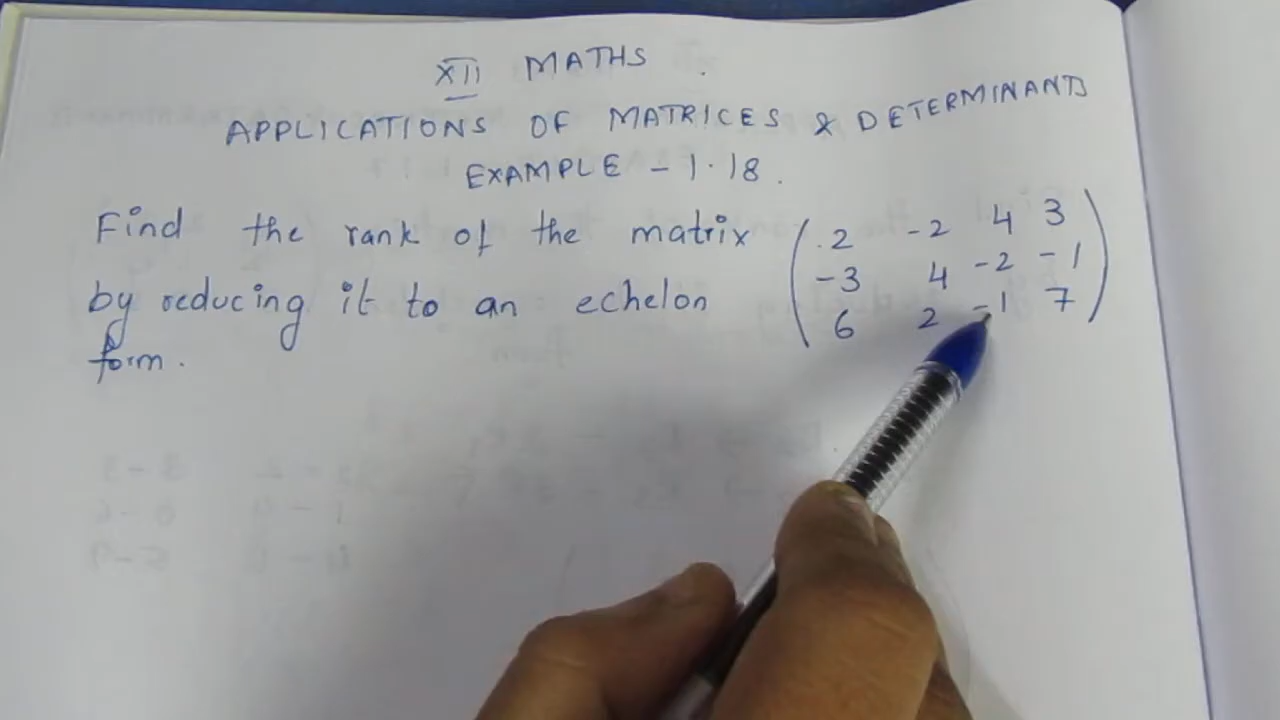 XII MATHS
APPLICATIONS OF MATRICES & DETERMINANTS
EXAMPLE - 1.18.
Find the rank of the matrix
by reducing it to an echelon
form.
2 -2 4 3
-3 4 -2 -1
6 2 -1 7